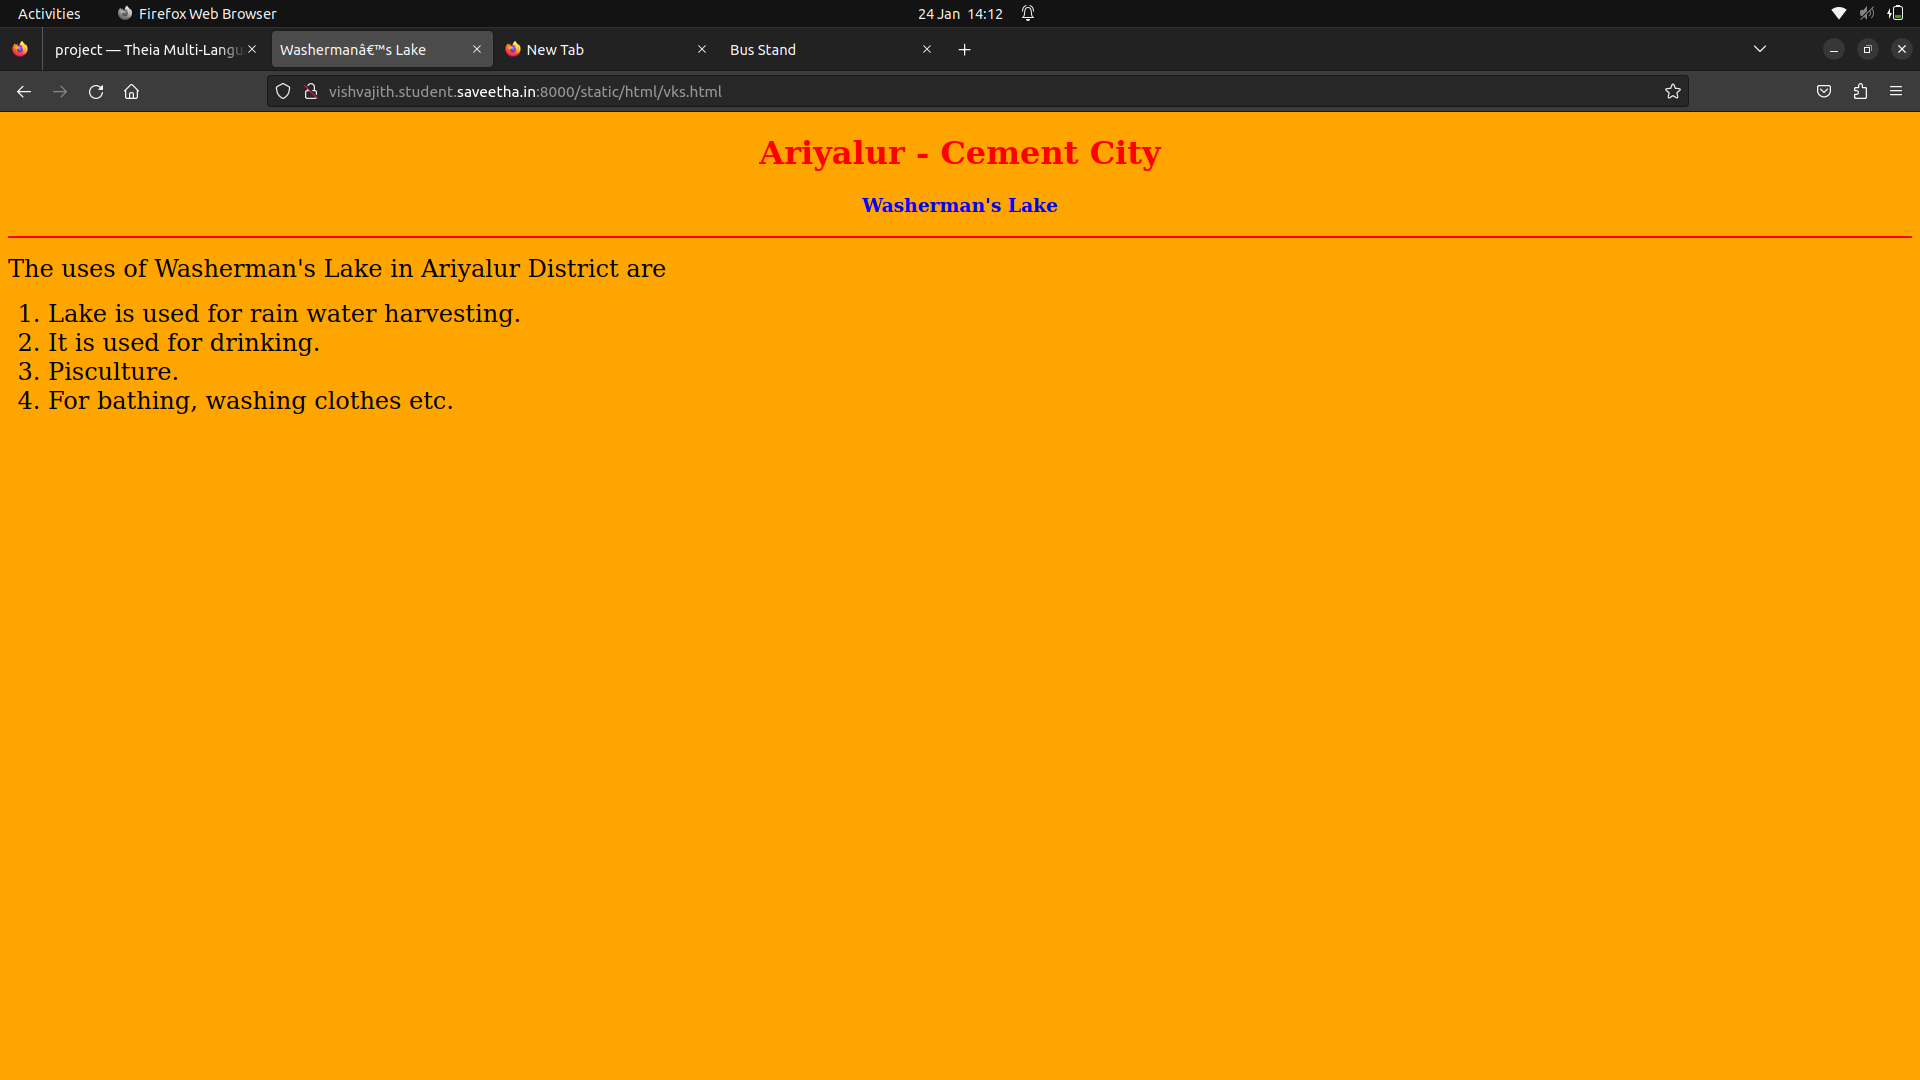 Activities
Firefox Web Browser
24 Jan 14:12
project — Theia Multi-Langu
Washermanâ€™s Lake
New Tab
Bus Stand
vishvajith.student.saveetha.in:8000/static/html/vks.html
Ariyalur - Cement City
Washerman's Lake
The uses of Washerman's Lake in Ariyalur District are
1. Lake is used for rain water harvesting.
2. It is used for drinking.
3. Pisculture.
4. For bathing, washing clothes etc.